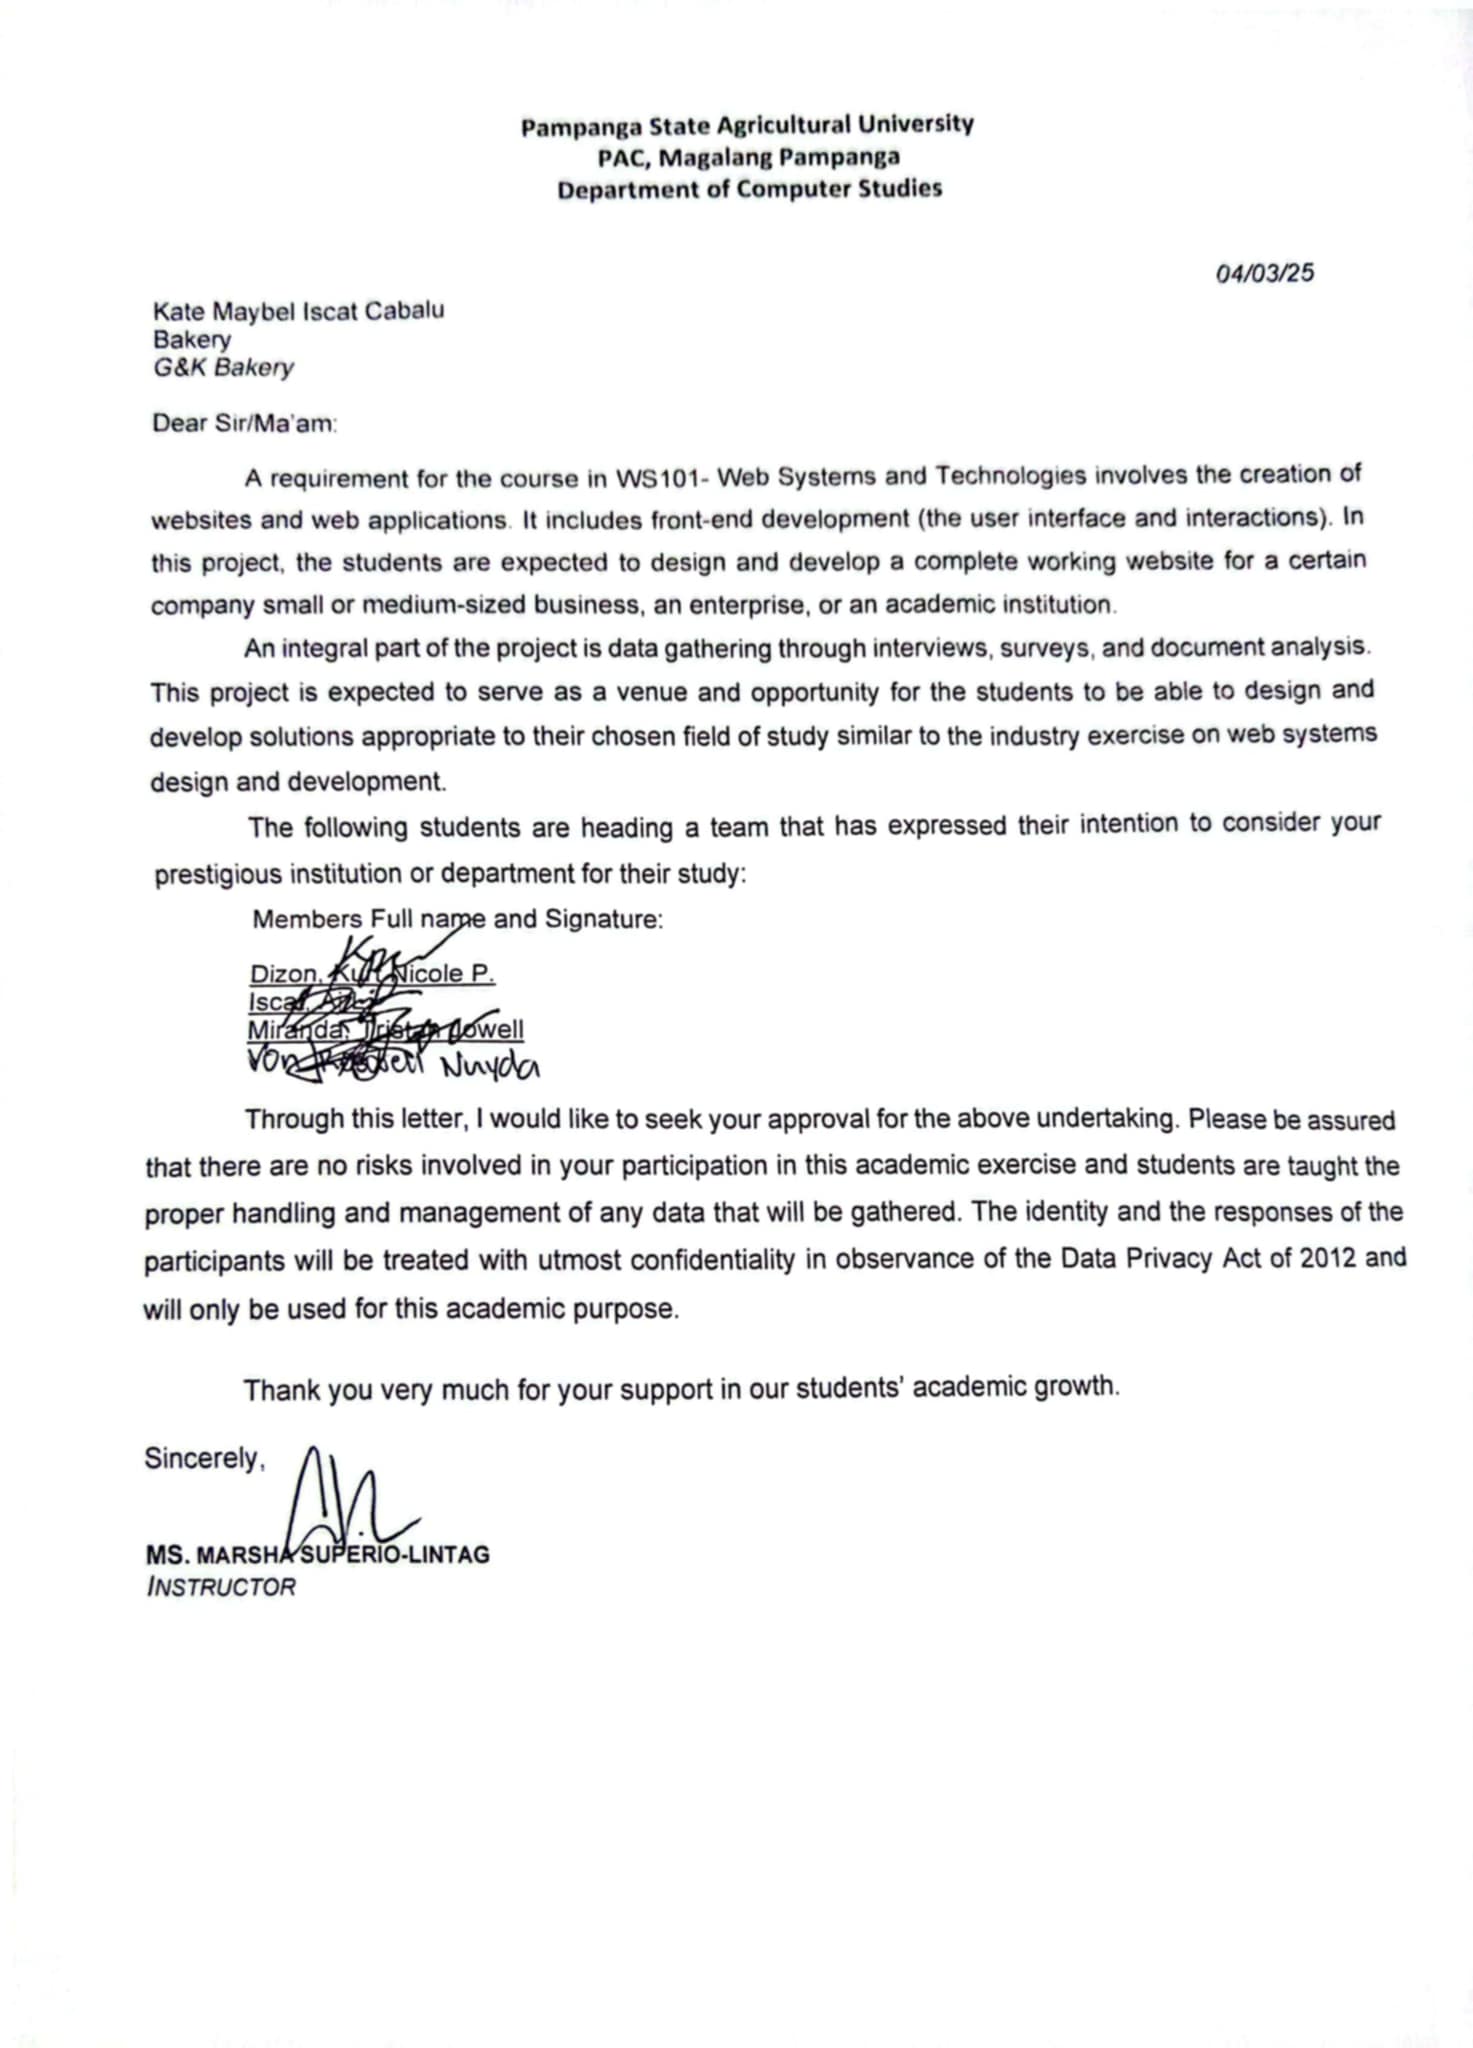 Pampanga State Agricultural University
PAC, Magalang Pampanga
Department of Computer Studies
04/03/25
Kate Maybel Iscat Cabalu
Bakery
G&K Bakery
Dear Sir/Ma'am:
A requirement for the course in WS101- Web Systems and Technologies involves the creation of
websites and web applications. It includes front-end development (the user interface and interactions). In
this project, the students are expected to design and develop a complete working website for a certain
company small or medium-sized business, an enterprise, or an academic institution.
An integral part of the project is data gathering through interviews, surveys, and document analysis.
This project is expected to serve as a venue and opportunity for the students to be able to design and
develop solutions appropriate to their chosen field of study similar to the industry exercise on web systems
design and development.
The following students are heading a team that has expressed their intention to consider your
prestigious institution or department for their study:
Members Full name and Signature:
Dizon, Nicole P.
Miranda, Tristan
Von Nuyda
Through this letter, I would like to seek your approval for the above undertaking. Please be assured
that there are no risks involved in your participation in this academic exercise and students are taught the
proper handling and management of any data that will be gathered. The identity and the responses of the
participants will be treated with utmost confidentiality in observance of the Data Privacy Act of 2012 and
will only be used for this academic purpose.
Thank you very much for your support in our students' academic growth.
Sincerely,
MS. MARSHA SUPERIO-LINTAG
INSTRUCTOR